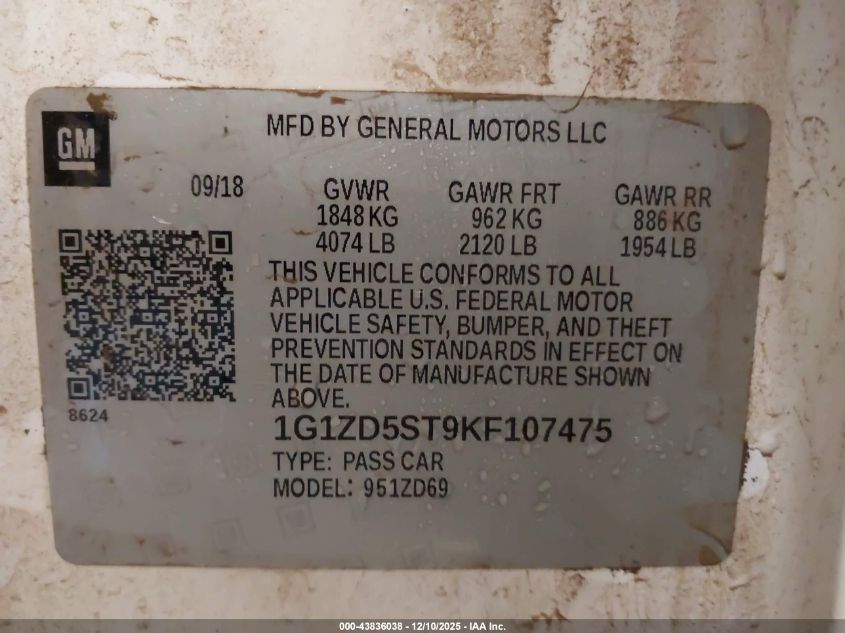 GM
MFD BY GENERAL MOTORS LLC
09/18
GVWR GAWR FRT GAWR RR
1848 KG 962 KG 886 KG
4074 LB 2120 LB 1954 LB
THIS VEHICLE CONFORMS TO ALL
APPLICABLE U.S. FEDERAL MOTOR
VEHICLE SAFETY, BUMPER, AND THEFT
PREVENTION STANDARDS IN EFFECT ON
THE DATE OF MANUFACTURE SHOWN
ABOVE.
8624
1G1ZD5ST9KF107475
TYPE: PASS CAR
MODEL: 951ZD69
000-43836038 - 12/10/2025 - IAA Inc.